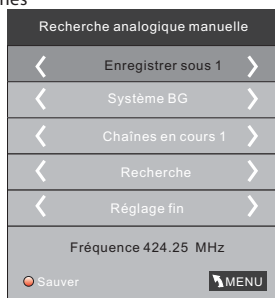 nes
Recherche analogique manuelle
Enregistrer sous 1
Système BG
Chaînes en cours 1
Recherche
Réglage fin
Fréquence 424.25 MHz
Sauver
MENU